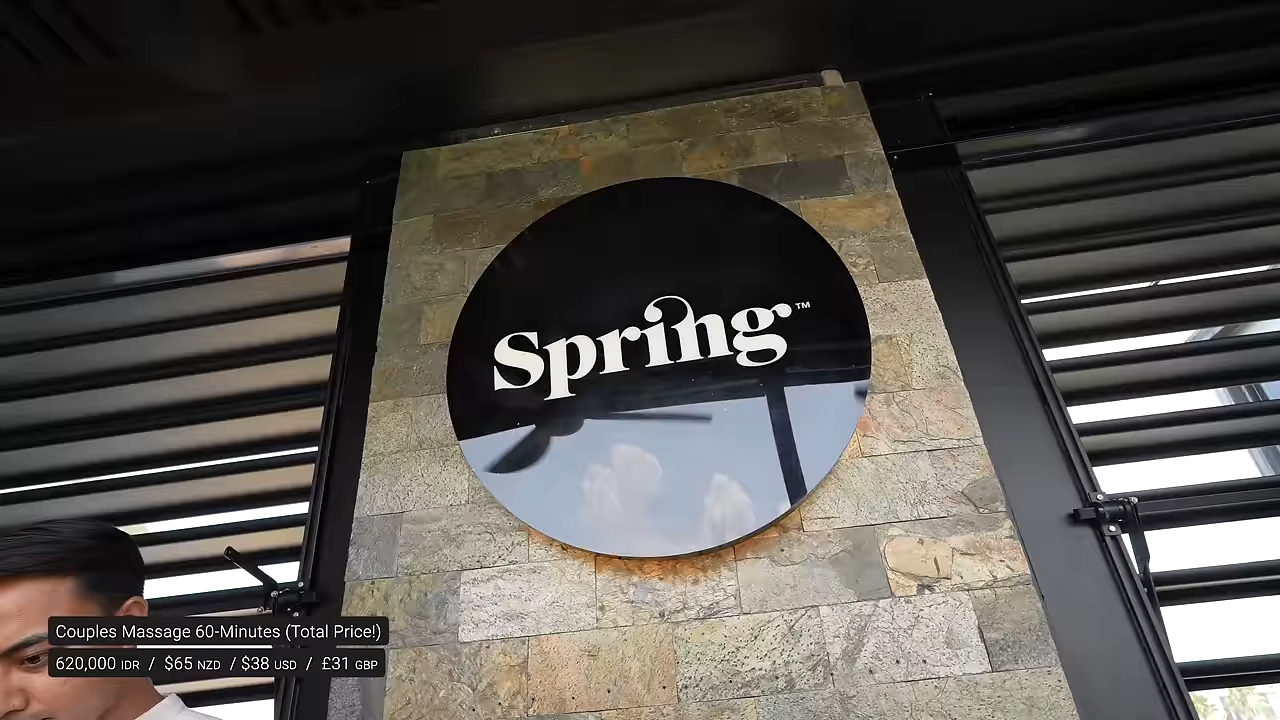 Spring™
Couples Massage 60-Minutes (Total Price!)
620,000 IDR / $65 NZD / $38 USD / £31 GBP